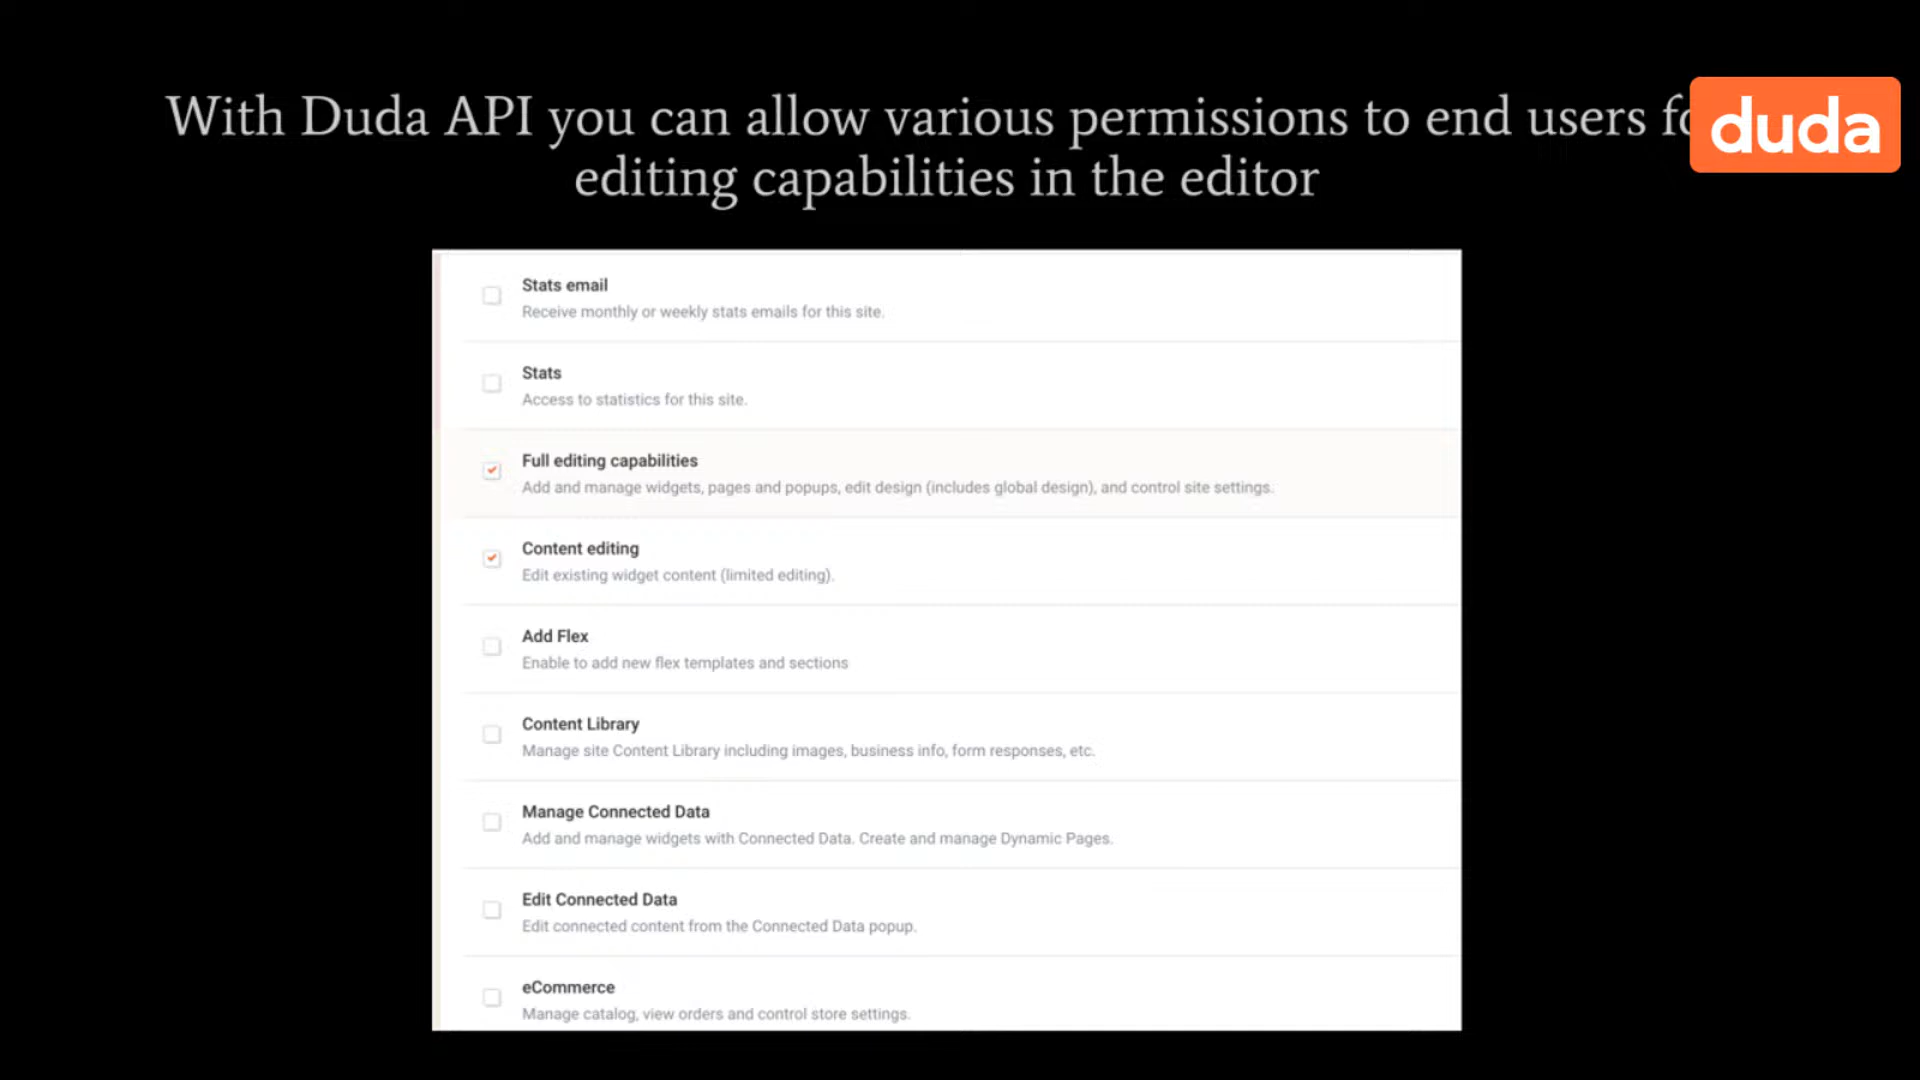 With Duda API you can allow various permissions to end users fo
duda
editing capabilities in the editor
Stats email
Receive monthly or weekly stats emails for this site.
Stats
Access to statistics for this site.
Full editing capabilities
Add and manage widgets, pages and popups, edit design (includes global design), and control site settings.
Content editing
Edit existing widget content (limited editing).
Add Flex
Enable to add new flex templates and sections
Content Library
Manage site Content Library including images, business info, form responses, etc.
Manage Connected Data
Add and manage widgets with Connected Data. Create and manage Dynamic Pages.
Edit Connected Data
Edit connected content from the Connected Data popup.
eCommerce
Manage catalog, view orders and control store settings.